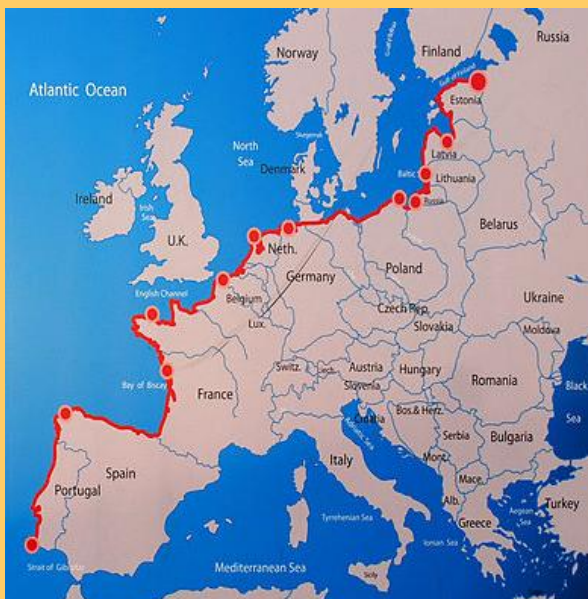 Norway
Finland
Russia
Atlantic Ocean
Gulf of Finland
Estonia
North
Sea
Skagerrak
Denmark
Latvia
Baltic
Lithuania
Russia
Ireland
Irish
Sea
U.K.
Belarus
Neth.
Germany
Poland
English Channel
Belgium
Lux.
Czech Rep.
Ukraine
Slovakia
Moldova
Bay of Biscay
France
Switz.
Liech.
Austria
Slovenia
Hungary
Romania
Croatia
Bos.& Herz.
Black
Sea
Adriatic Sea
Serbia
Bulgaria
Spain
Portugal
Italy
Mont.
Mace.
Alb.
Tyrrhenian Sea
Greece
Aegean
Sea
Turkey
Ionian Sea
Strait of Gibraltar
Mediterranean Sea
Sicily